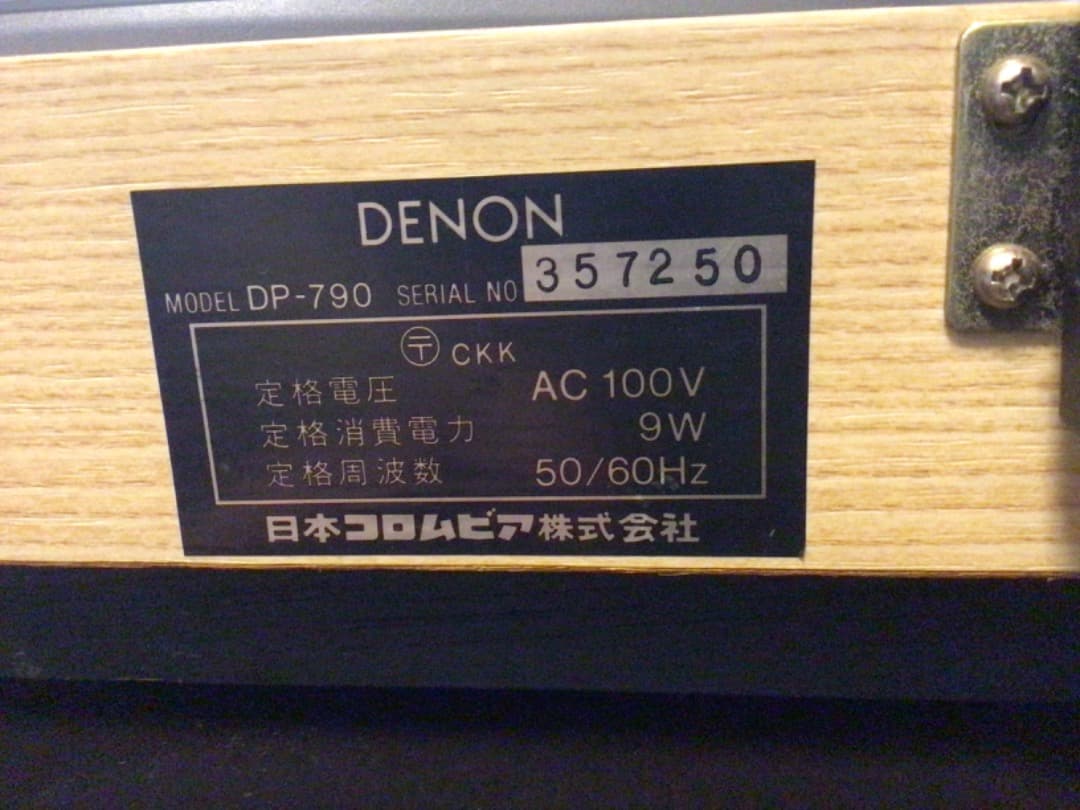 DENON
MODEL DP-790 SERIAL NO 357250
〶 CKK
定格電圧 AC 100V
定格消費電力 9W
定格周波数 50/60Hz
日本コロムビア株式会社